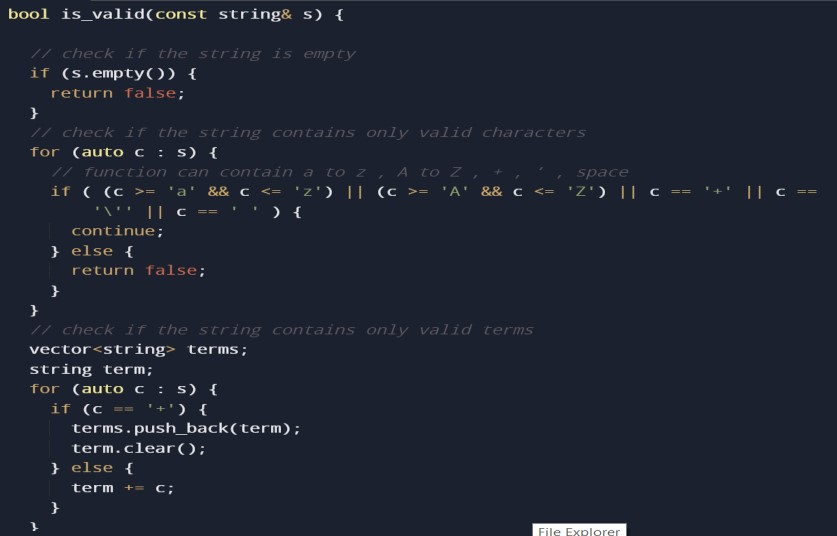 bool is_valid(const string& s) {
// check if the string is empty
if (s.empty()) {
return false;
}
// check if the string contains only valid characters
for (auto c : s) {
// function can contain a to z , A to Z , + , ' , space
if ( (c >= 'a' && c <= 'z') || (c >= 'A' && c <= 'Z') || c == '+' || c ==
'\'' || c == ' ' ) {
continue;
} else {
return false;
}
}
// check if the string contains only valid terms
vector<string> terms;
string term;
for (auto c : s) {
if (c == '+') {
terms.push_back(term);
term.clear();
} else {
term += c;
}
}
File Explorer